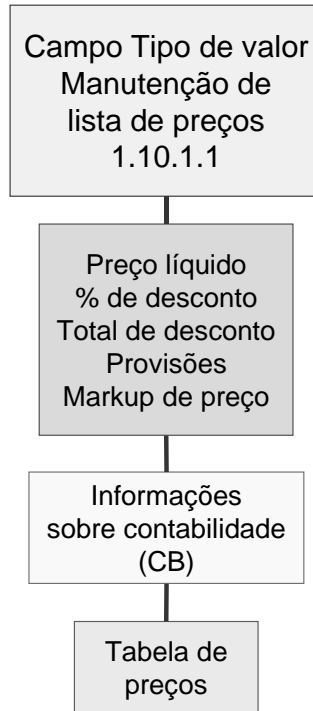 Campo Tipo de valor
Manutenção de
lista de preços
1.10.1.1
Preço líquido
% de desconto
Total de desconto
Provisões
Markup de preço
Informações
sobre contabilidade
(CB)
Tabela de
preços